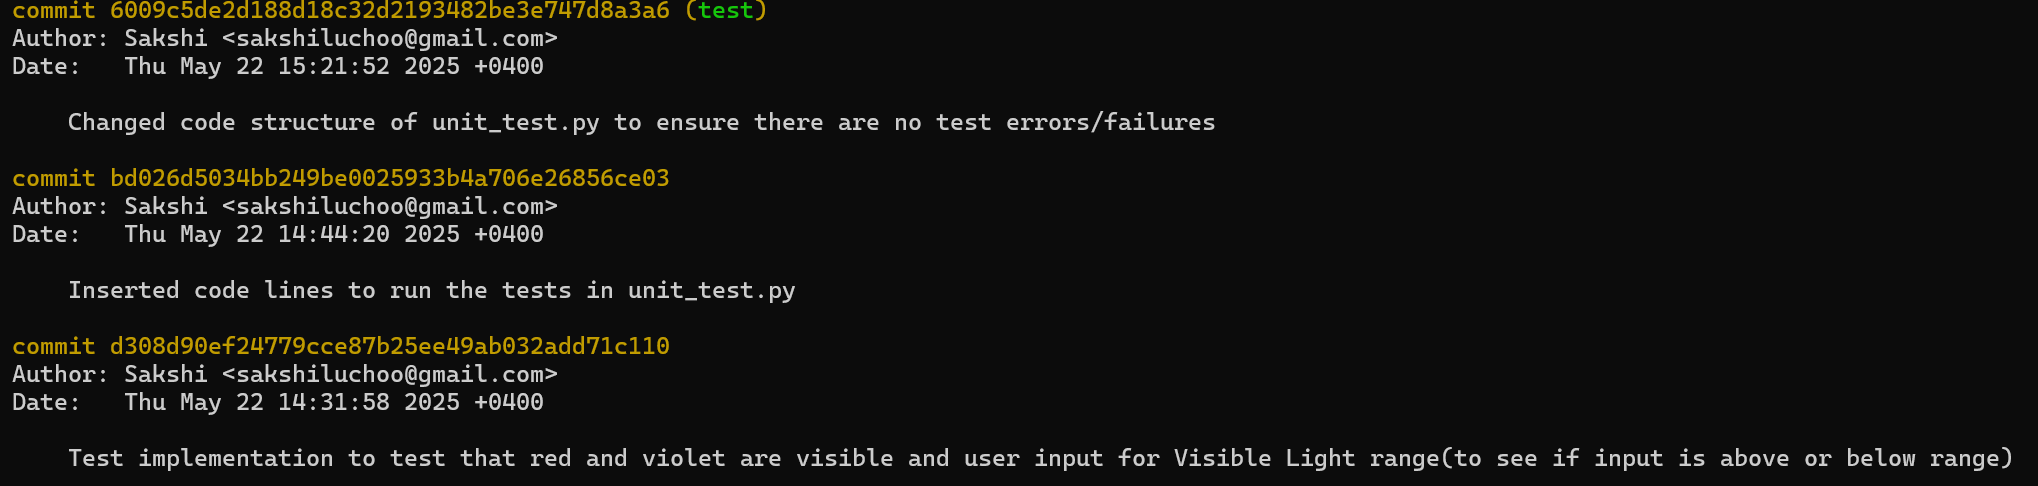 commit 6009c5de2d188d18c32d2193482be3e747d8a3a6 (test)
Author: Sakshi <sakshiluchoo@gmail.com>
Date:   Thu May 22 15:21:52 2025 +0400
Changed code structure of unit_test.py to ensure there are no test errors/failures
commit bd026d5034bb249be0025933b4a706e26856ce03
Author: Sakshi <sakshiluchoo@gmail.com>
Date:   Thu May 22 14:44:20 2025 +0400
Inserted code lines to run the tests in unit_test.py
commit d308d90ef24779cce87b25ee49ab032add71c110
Author: Sakshi <sakshiluchoo@gmail.com>
Date:   Thu May 22 14:31:58 2025 +0400
Test implementation to test that red and violet are visible and user input for Visible Light range(to see if input is above or below range)